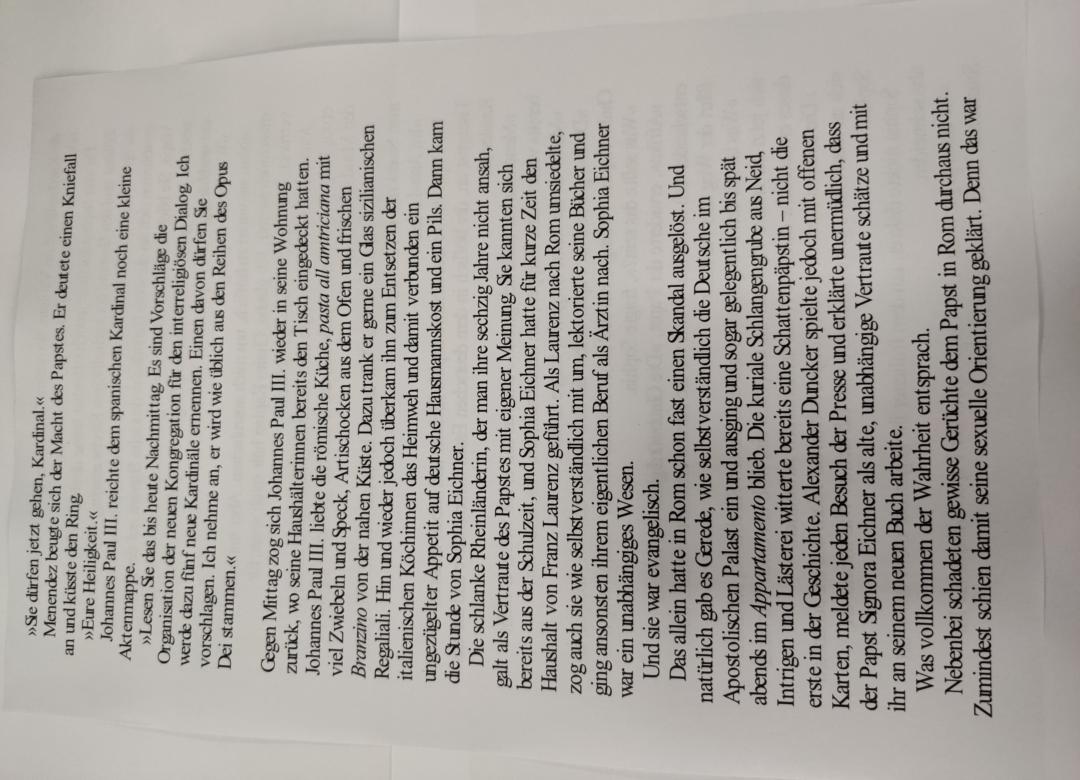 »Sie dürfen jetzt gehen, Kardinal.«
Menendez beugte sich der Macht des Papstes. Er deutete einen Kniefall
an und küsste den Ring.
»Eure Heiligkeit.«
Johannes Paul III. reichte dem spanischen Kardinal noch eine kleine
Aktenmappe.
»Lesen Sie das bis heute Nachmittag. Es sind Vorschläge die
Organisation der neuen Kongregation für den interreligiösen Dialog. Ich
werde dazu fünf neue Kardinäle ernennen. Einen davon dürfen Sie
vorschlagen. Ich nehme an, er wird wie üblich aus den Reihen des Opus
Dei stammen.«
Gegen Mittag zog sich Johannes Paul III. wieder in seine Wohnung
zurück, wo seine Haushälterinnen bereits den Tisch eingedeckt hatten.
Johannes Paul III. liebte die römische Küche, pasta all amtriciana mit
viel Zwiebeln und Speck, Artischocken aus dem Ofen und frischen
Branzino von der nahen Küste. Dazu trank er gerne ein Glas sizilianischen
Regaliali. Hin und wieder jedoch überkam ihn zum Entsetzen der
italienischen Köchinnen das Heimweh und damit verbunden ein
ungezügelter Appetit auf deutsche Hausmannskost und ein Pils. Dann kam
die Stunde von Sophia Eichner.
Die schlanke Rheinländerin, der man ihre sechzig Jahre nicht ansah,
galt als Vertraute des Papstes mit eigener Meinung. Sie kannten sich
bereits aus der Schulzeit, und Sophia Eichner hatte für kurze Zeit den
Haushalt von Franz Laurenz geführt. Als Laurenz nach Rom umsiedelte,
zog auch sie wie selbstverständlich mit um, lektorierte seine Bücher und
ging ansonsten ihrem eigentlichen Beruf als Ärztin nach. Sophia Eichner
war ein unabhängiges Wesen.
Und sie war evangelisch.
Das allein hatte in Rom schon fast einen Skandal ausgelöst. Und
natürlich gab es Gerede, wie selbstverständlich die Deutsche im
Apostolischen Palast ein und ausging und sogar gelegentlich bis spät
abends im Appartamento blieb. Die kuriale Schlangengrube aus Neid,
Intrigen und Lästerei witterte bereits eine Schattenpäpstin – nicht die
erste in der Geschichte. Alexander Duncker spielte jedoch mit offenen
Karten, meldete jeden Besuch der Presse und erklärte unermüdlich, dass
der Papst Signora Eichner als alte, unabhängige Vertraute schätze und mit
ihr an seinem neuen Buch arbeite.
Was vollkommen der Wahrheit entsprach.
Nebenbei schadeten gewisse Gerüchte dem Papst in Rom durchaus nicht.
Zumindest schien damit seine sexuelle Orientierung geklärt. Denn das war